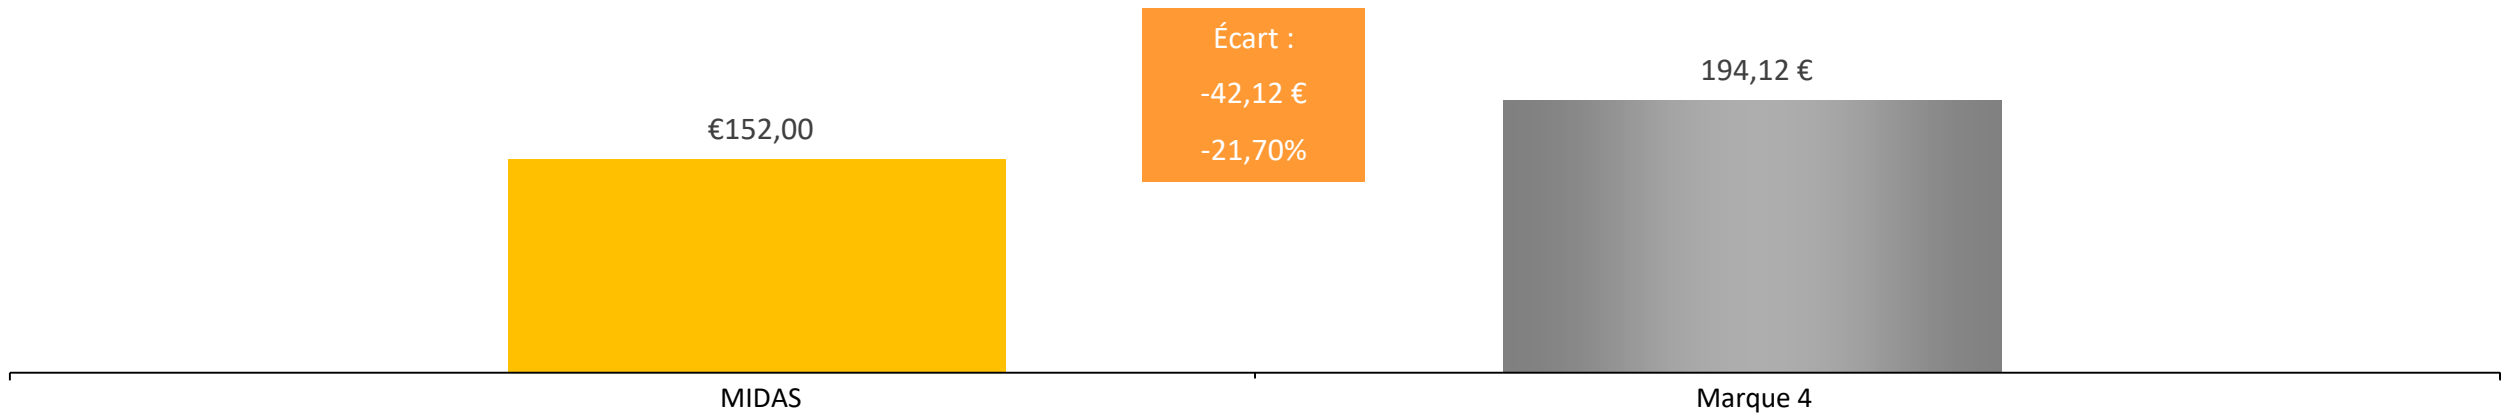 Écart :
-42,12 €
-21,70%
194,12 €
€152,00
MIDAS
Marque 4